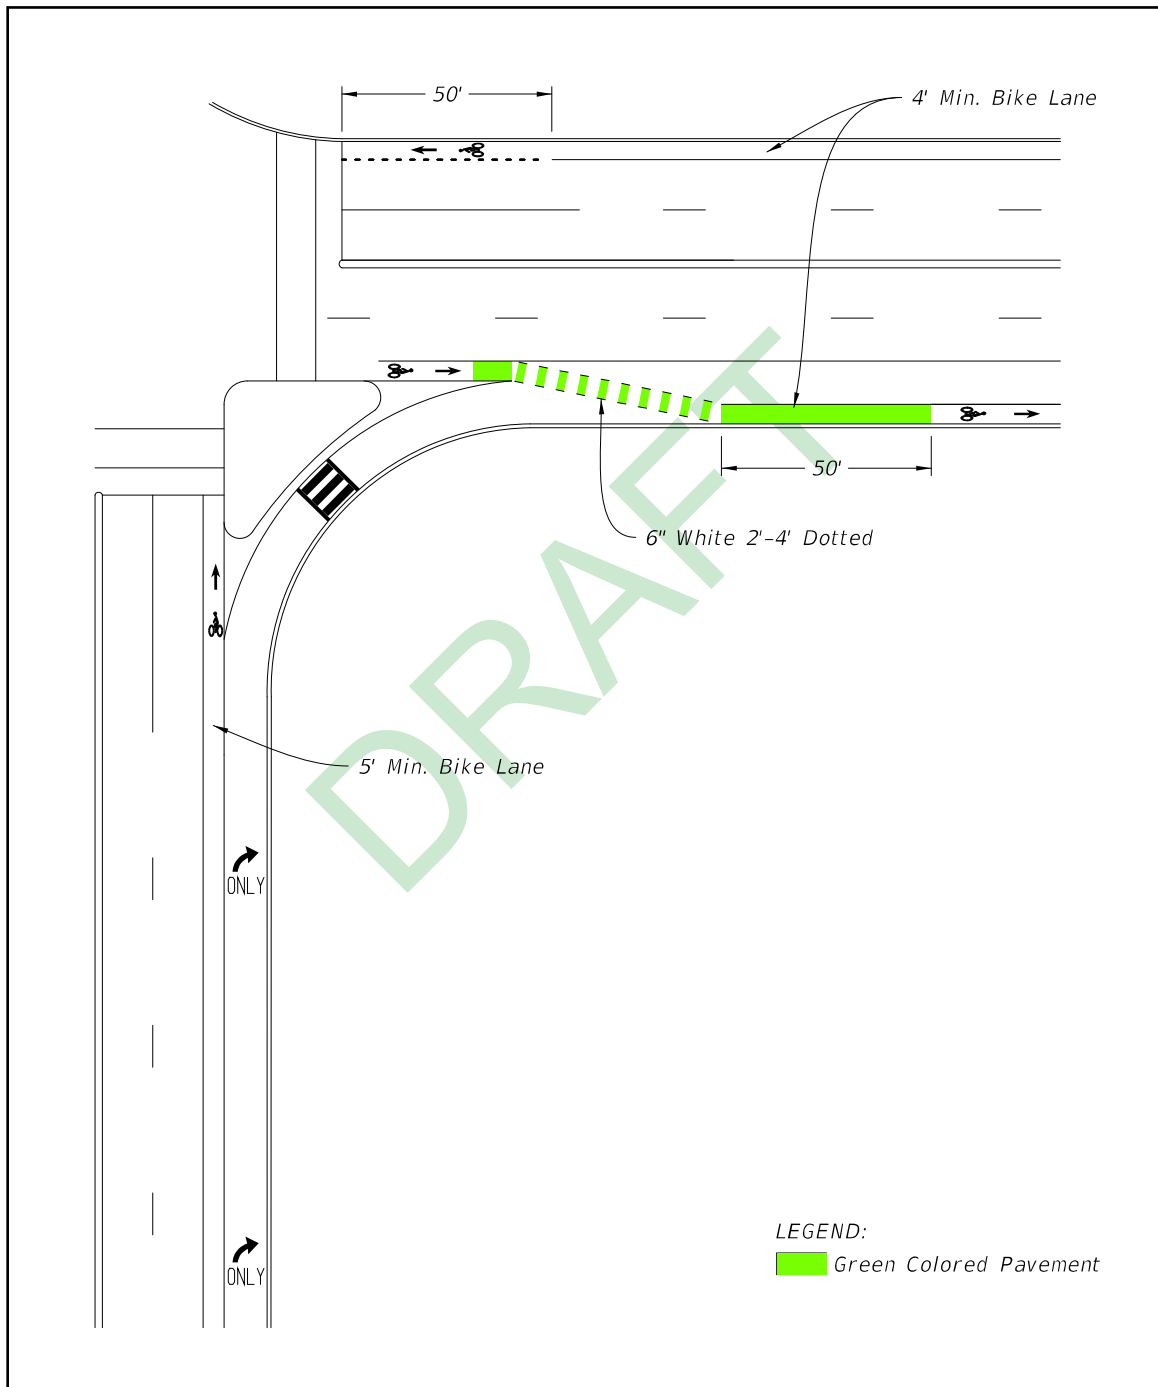 50'
4' Min. Bike Lane
50'
6" White 2'-4' Dotted
5' Min. Bike Lane
ONLY
ONLY
LEGEND:
Green Colored Pavement
DRAFT